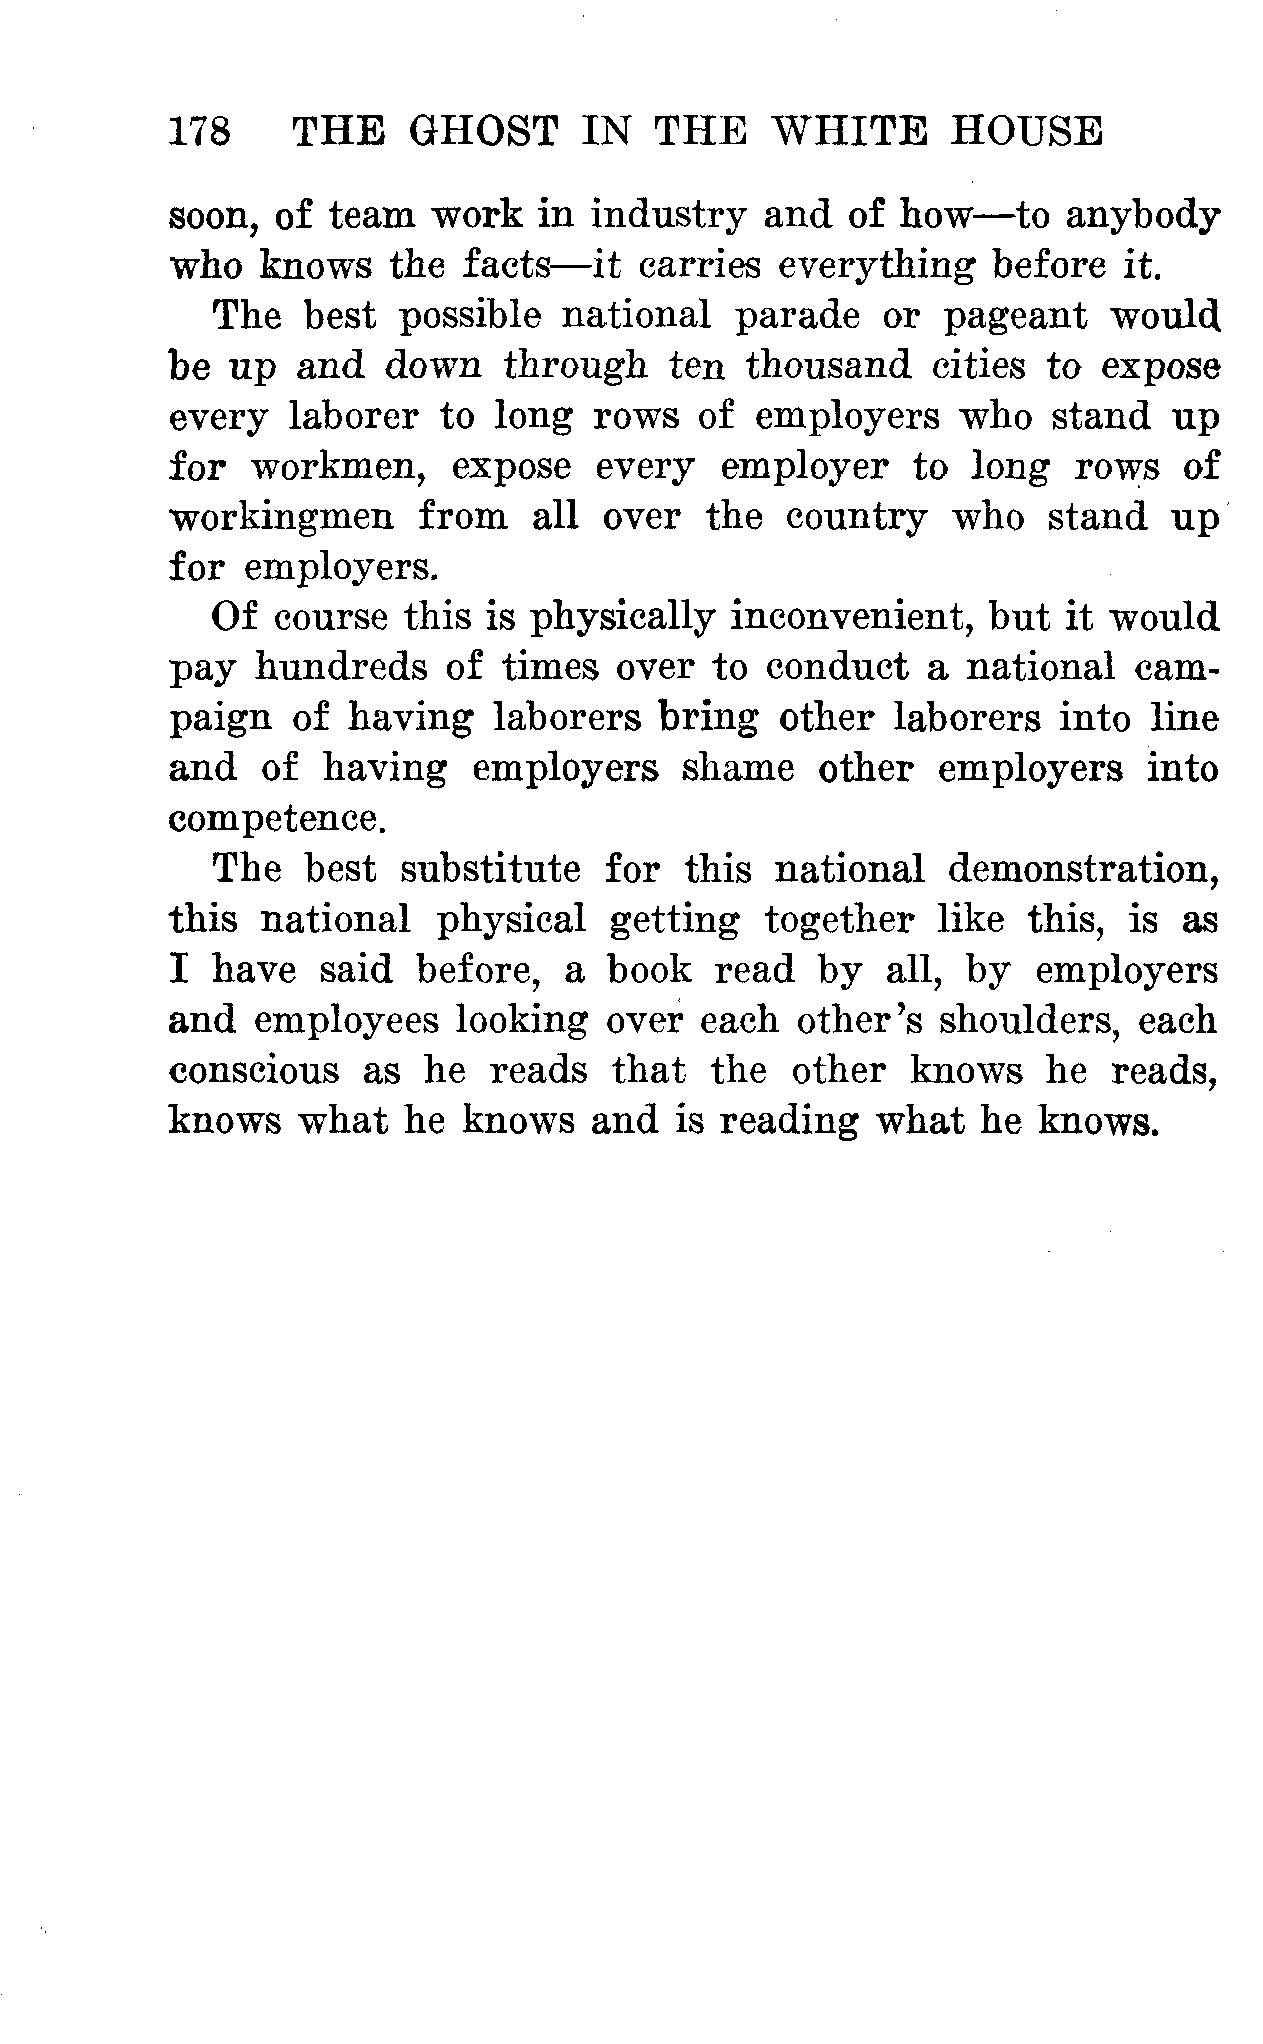 178 THE GHOST IN THE WHITE HOUSE
soon, of team work in industry and of how—to anybody
who knows the facts—it carries everything before it.
The best possible national parade or pageant would
be up and down through ten thousand cities to expose
every laborer to long rows of employers who stand up
for workmen, expose every employer to long rows of
workingmen from all over the country who stand up
for employers.
Of course this is physically inconvenient, but it would
pay hundreds of times over to conduct a national cam-
paign of having laborers bring other laborers into line
and of having employers shame other employers into
competence.
The best substitute for this national demonstration,
this national physical getting together like this, is as
I have said before, a book read by all, by employers
and employees looking over each other's shoulders, each
conscious as he reads that the other knows he reads,
knows what he knows and is reading what he knows.